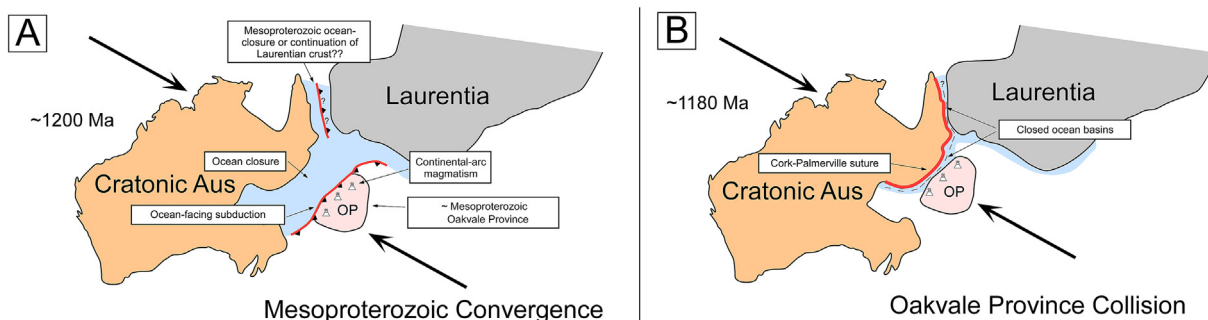 A
Mesoproterozoic ocean-
closure or continuation of
Laurentian crust??
~1200 Ma
Laurentia
?
?
Ocean closure
Continental-arc
magmatism
Cratonic Aus
Ocean-facing subduction
OP
~ Mesoproterozoic
Oakvale Province
Mesoproterozoic Convergence
B
~1180 Ma
?
Laurentia
Closed ocean basins
Cork-Palmerville suture
Cratonic Aus
OP
Oakvale Province Collision